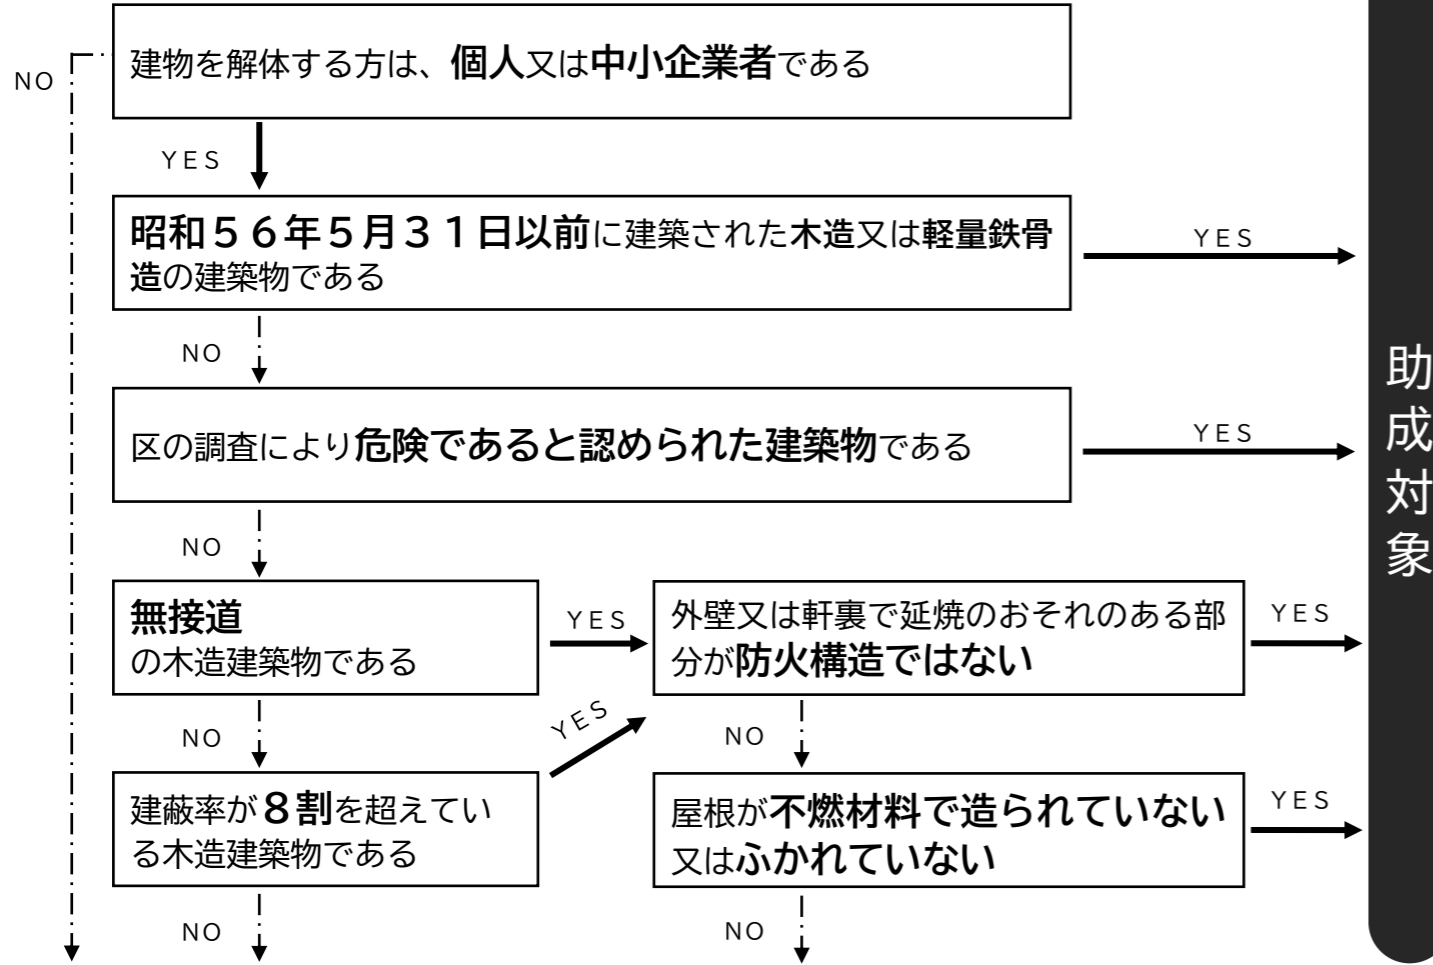 建物を解体する方は、個人又は中小企業者である
NO
YES
昭和５６年５月３１日以前に建築された木造又は軽量鉄骨
造の建築物である
YES
NO
区の調査により危険であると認められた建築物である
YES
NO
無接道
の木造建築物である
YES
外壁又は軒裏で延焼のおそれのある部
分が防火構造ではない
YES
NO
YES
NO
建蔽率が８割を超えてい
る木造建築物である
屋根が不燃材料で造られていない
又はふかれていない
YES
NO
NO
助成対象